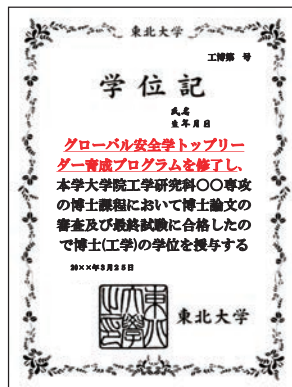 東北大学
工博第　号
学位記
氏名
生年月日
グローバル安全学トップリー
ダー育成プログラムを修了し、
本学大学院工学研究科〇〇専攻
の博士課程において博士論文の
審査及び最終試験に合格したの
で博士(工学)の学位を授与する
20××年3月25日
東北大学